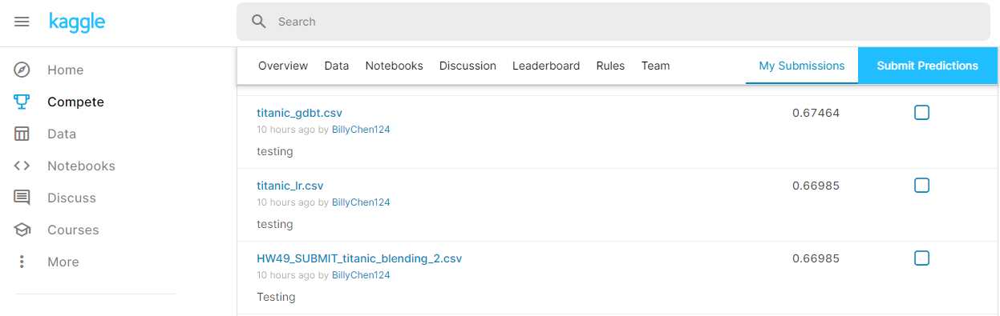 kaggle
Search
Home
Compete
Data
Notebooks
Discuss
Courses
More
Overview Data Notebooks Discussion Leaderboard Rules Team My Submissions Submit Predictions
titanic_gdbt.csv 0.67464
10 hours ago by BillyChen124
testing
titanic_lr.csv 0.66985
10 hours ago by BillyChen124
testing
HW49_SUBMIT_titanic_blending_2.csv 0.66985
10 hours ago by BillyChen124
Testing